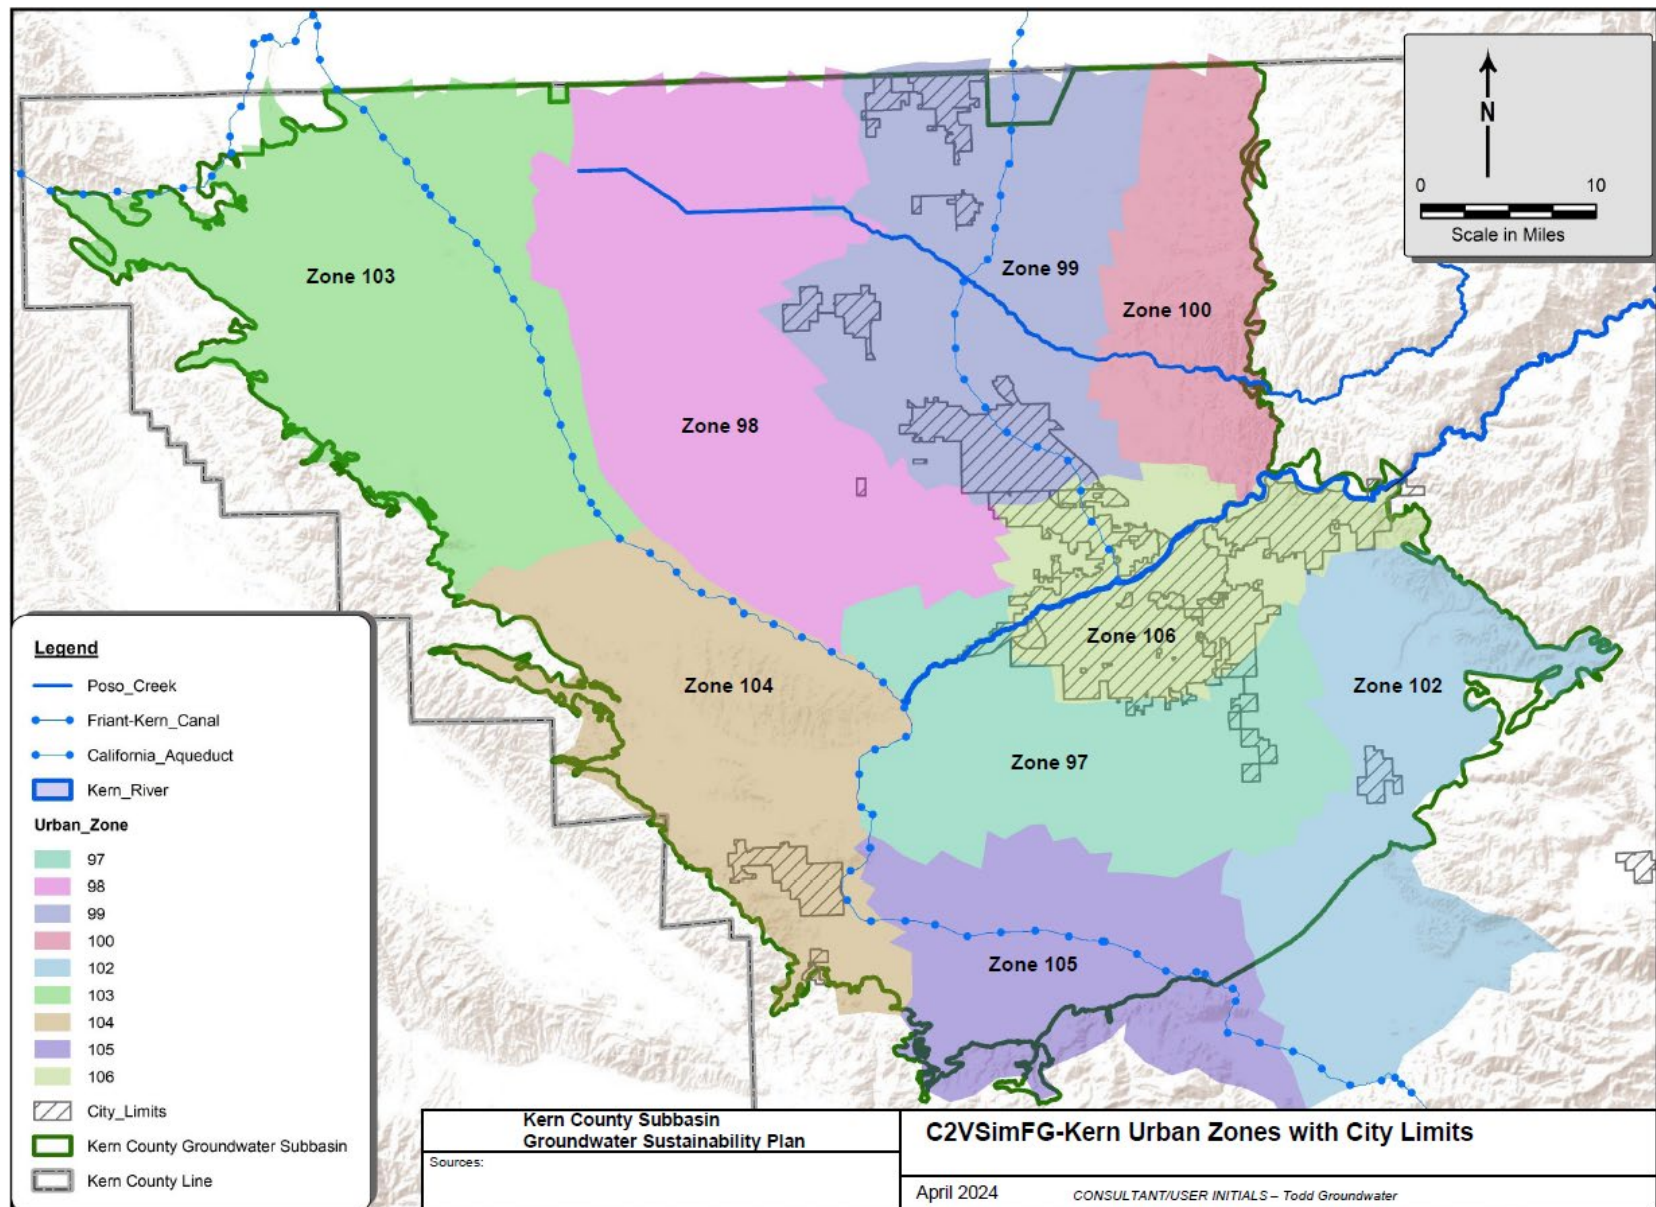 N
0 10
Scale in Miles
Zone 103
Zone 99
Zone 100
Zone 98
Zone 106
Zone 104
Zone 102
Zone 97
Zone 105
Legend
Poso_Creek
Friant-Kern_Canal
California_Aqueduct
Kern_River
Urban_Zone
97
98
99
100
102
103
104
105
106
City_Limits
Kern County Groundwater Subbasin
Kern County Line
Kern County Subbasin
Groundwater Sustainability Plan
Sources:
C2VSimFG-Kern Urban Zones with City Limits
April 2024
CONSULTANT/USER INITIALS – Todd Groundwater